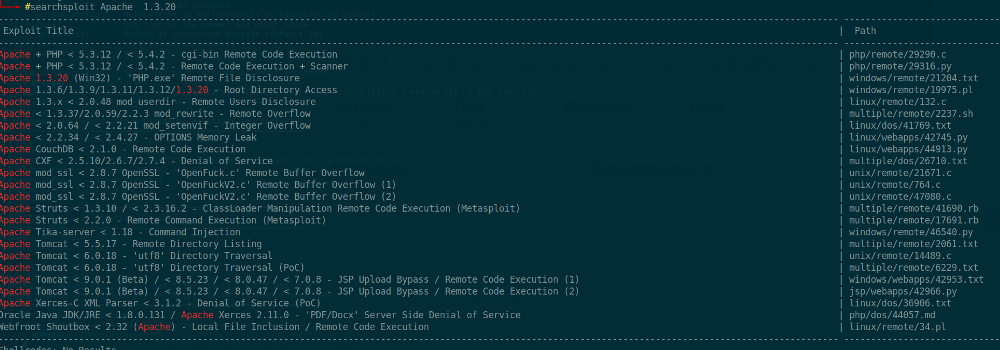 #searchsploit Apache  1.3.20
Exploit Title | Path
Apache + PHP < 5.3.12 / < 5.4.2 - cgi-bin Remote Code Execution | php/remote/29290.c
Apache + PHP < 5.3.12 / < 5.4.2 - Remote Code Execution + Scanner | php/remote/29316.py
Apache 1.3.20 (Win32) - 'PHP.exe' Remote File Disclosure | windows/remote/21204.txt
Apache 1.3.6/1.3.9/1.3.11/1.3.12/1.3.20 - Root Directory Access | windows/remote/19975.pl
Apache 1.3.x < 2.0.48 mod_userdir - Remote Users Disclosure | linux/remote/132.c
Apache < 1.3.37/2.0.59/2.2.3 mod_rewrite - Remote Overflow | multiple/remote/2237.sh
Apache < 2.0.64 / < 2.2.21 mod_setenvif - Integer Overflow | linux/dos/41769.txt
Apache < 2.2.34 / < 2.4.27 - OPTIONS Memory Leak | linux/webapps/42745.py
Apache CouchDB < 2.1.0 - Remote Code Execution | linux/webapps/44913.py
Apache CXF < 2.5.10/2.6.7/2.7.4 - Denial of Service | multiple/dos/26710.txt
Apache mod_ssl < 2.8.7 OpenSSL - 'OpenFuck.c' Remote Buffer Overflow | unix/remote/21671.c
Apache mod_ssl < 2.8.7 OpenSSL - 'OpenFuckV2.c' Remote Buffer Overflow (1) | unix/remote/764.c
Apache mod_ssl < 2.8.7 OpenSSL - 'OpenFuckV2.c' Remote Buffer Overflow (2) | unix/remote/47080.c
Apache Struts < 1.3.10 / < 2.3.16.2 - ClassLoader Manipulation Remote Code Execution (Metasploit) | multiple/remote/41690.rb
Apache Struts < 2.2.0 - Remote Command Execution (Metasploit) | multiple/remote/17691.rb
Apache Tika-server < 1.18 - Command Injection | windows/remote/46540.py
Apache Tomcat < 5.5.17 - Remote Directory Listing | multiple/remote/2061.txt
Apache Tomcat < 6.0.18 - 'utf8' Directory Traversal | unix/remote/14489.c
Apache Tomcat < 6.0.18 - 'utf8' Directory Traversal (PoC) | multiple/remote/6229.txt
Apache Tomcat < 9.0.1 (Beta) / < 8.5.23 / < 8.0.47 / < 7.0.8 - JSP Upload Bypass / Remote Code Execution (1) | windows/webapps/42953.txt
Apache Tomcat < 9.0.1 (Beta) / < 8.5.23 / < 8.0.47 / < 7.0.8 - JSP Upload Bypass / Remote Code Execution (2) | jsp/webapps/42966.py
Apache Xerces-C XML Parser < 3.1.2 - Denial of Service (PoC) | linux/dos/36906.txt
Oracle Java JDK/JRE < 1.8.0.131 / Apache Xerces 2.11.0 - 'PDF/Docx' Server Side Denial of Service | php/dos/44057.md
Webfroot Shoutbox < 2.32 (Apache) - Local File Inclusion / Remote Code Execution | linux/remote/34.pl
Shellcodes: No Results